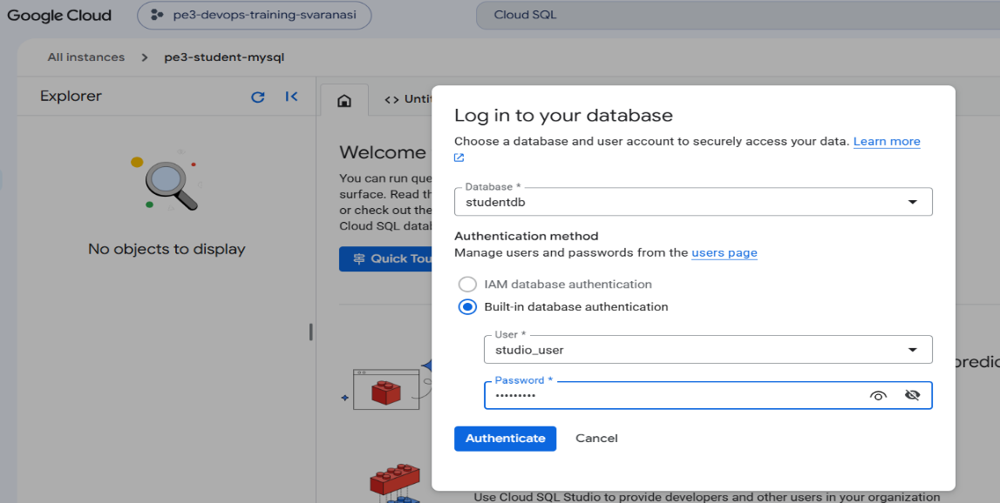 Google Cloud
pe3-devops-training-svaranasi
Cloud SQL
All instances > pe3-student-mysql
Explorer
No objects to display
<> Untit
Welcome
You can run que
surface. Read th
or check out the
Cloud SQL datab
Quick Tou
Log in to your database
Choose a database and user account to securely access your data. Learn more
Database *
studentdb
Authentication method
Manage users and passwords from the users page
IAM database authentication
Built-in database authentication
User *
studio_user
Password *
•••••••••
Authenticate
Cancel
predic
Use Cloud SQL Studio to provide developers and other users in your organization